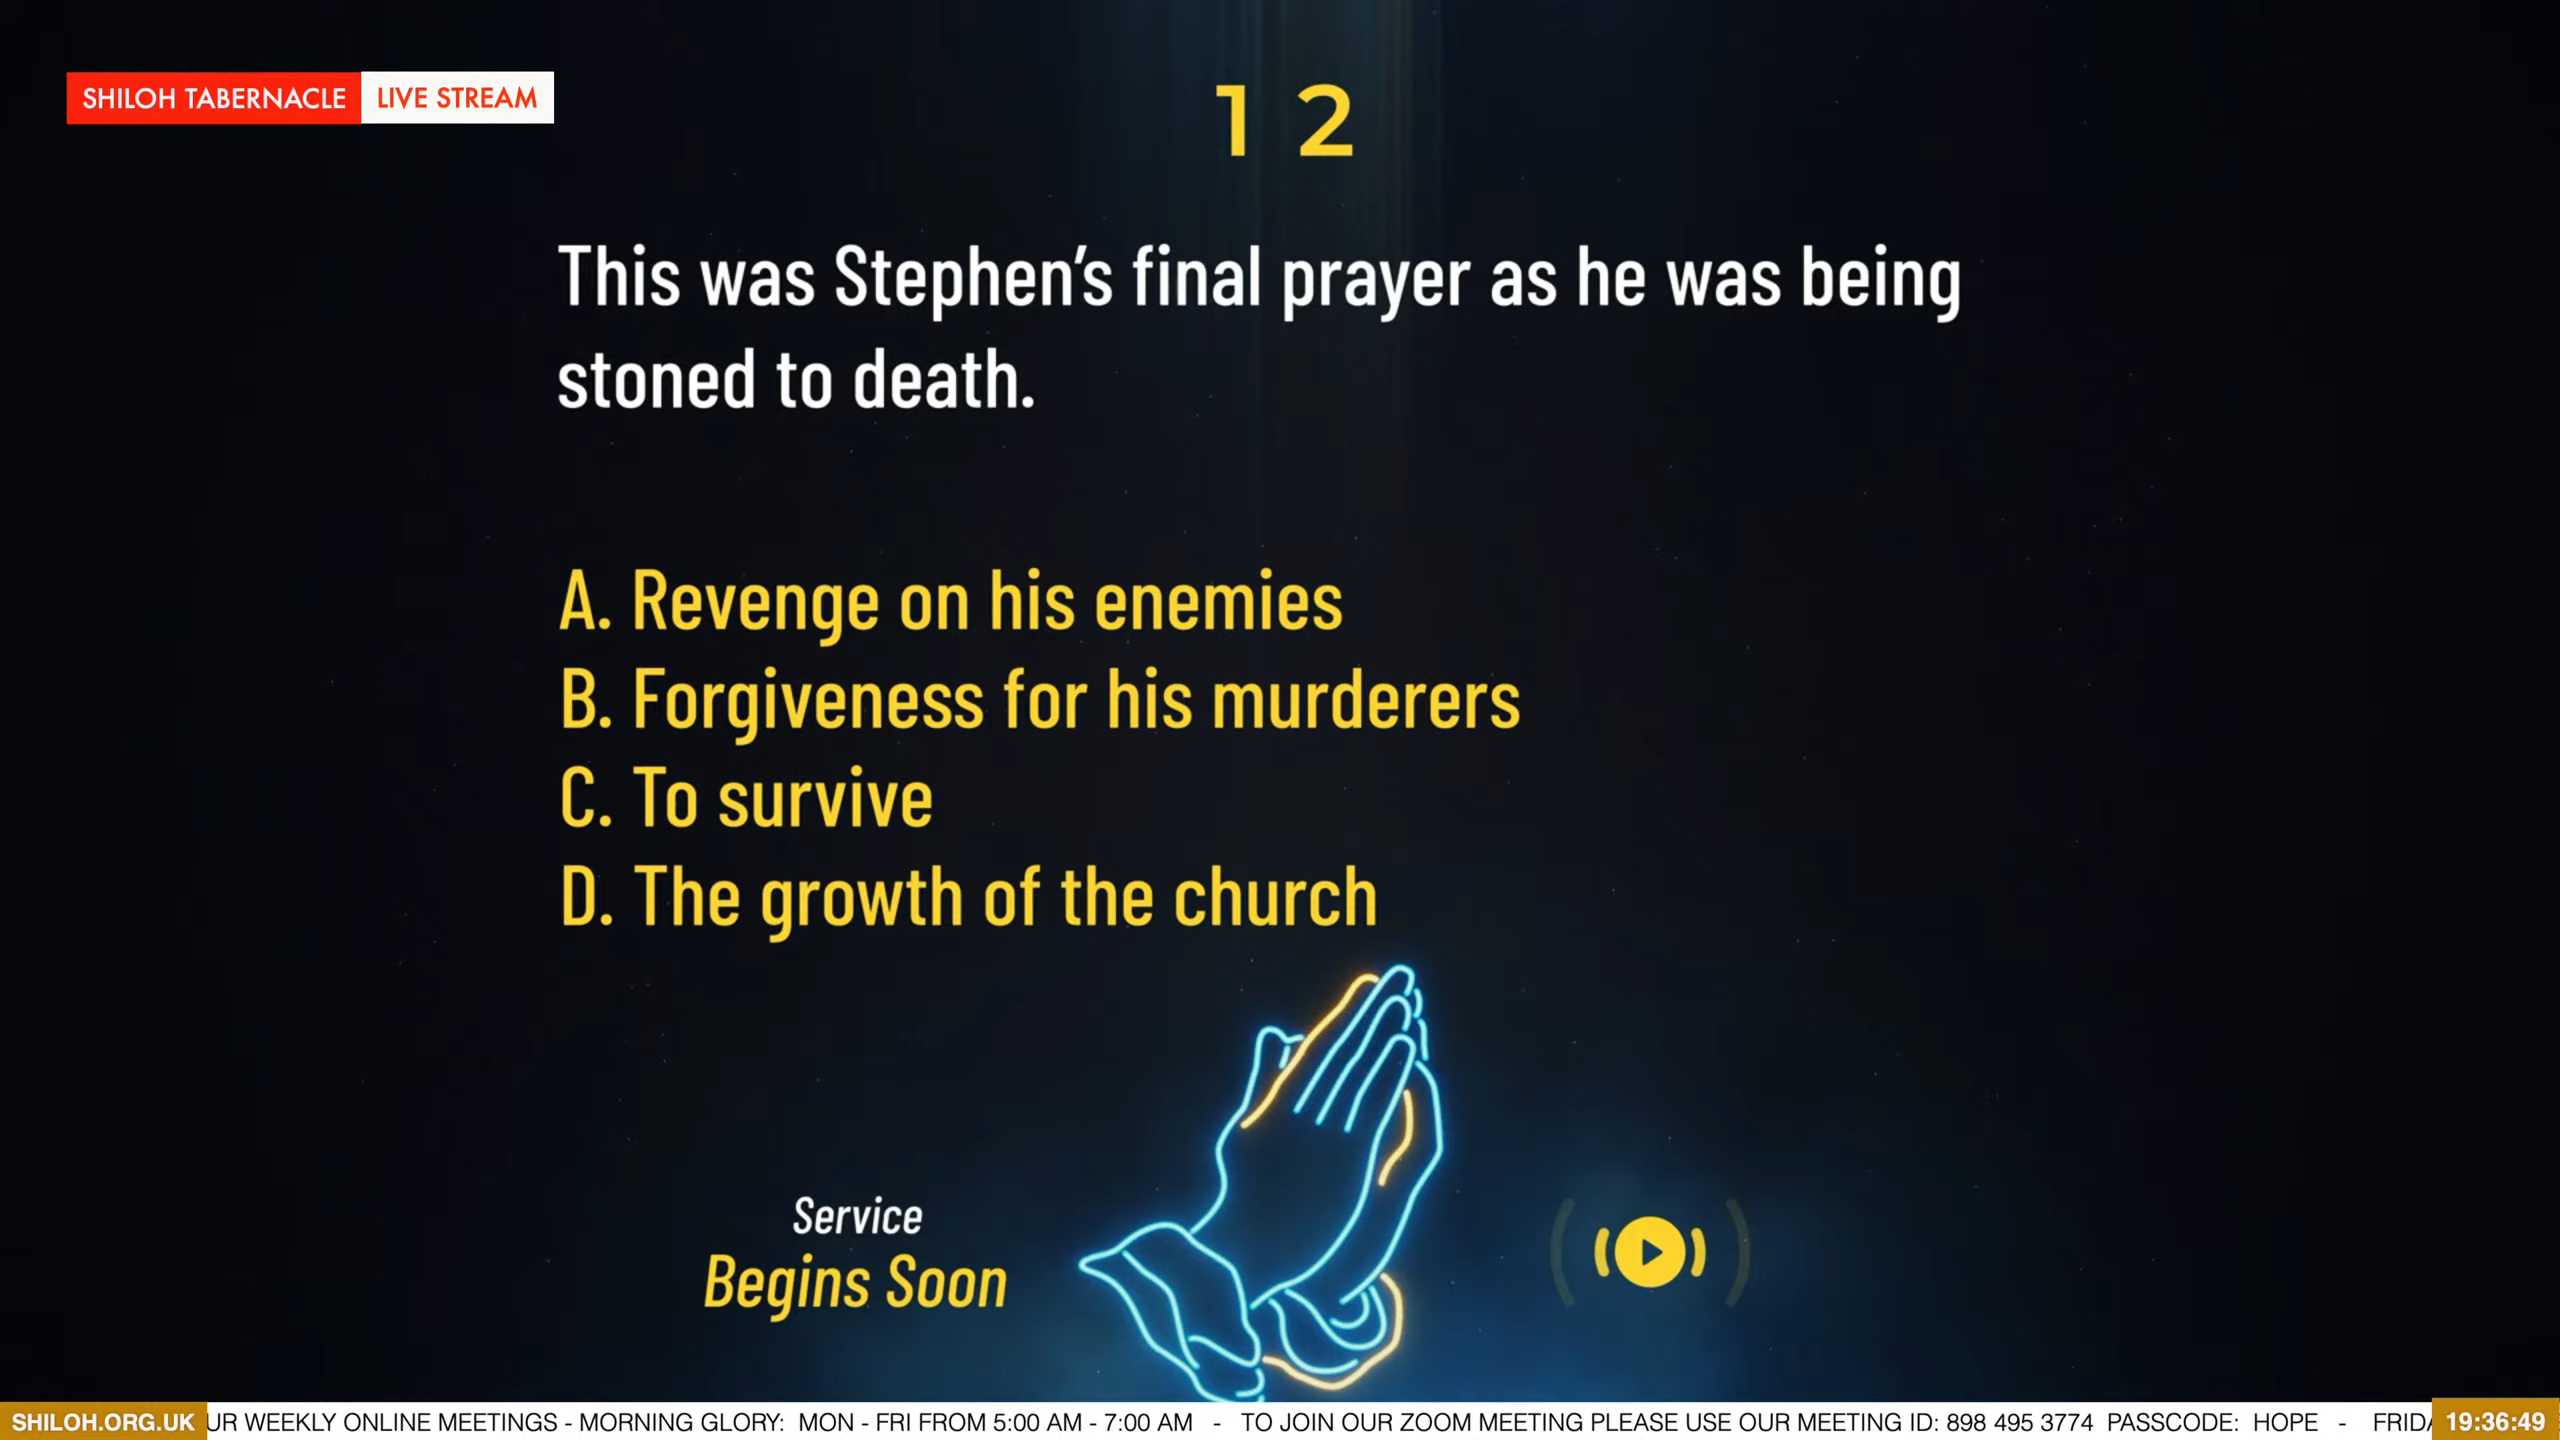 SHILOH TABERNACLE LIVE STREAM
1 2
This was Stephen’s final prayer as he was being
stoned to death.
A. Revenge on his enemies
B. Forgiveness for his murderers
C. To survive
D. The growth of the church
Service
Begins Soon
SHILOH.ORG.UK UR WEEKLY ONLINE MEETINGS - MORNING GLORY: MON - FRI FROM 5:00 AM - 7:00 AM - TO JOIN OUR ZOOM MEETING PLEASE USE OUR MEETING ID: 898 495 3774 PASSCODE: HOPE - FRID 19:36:49